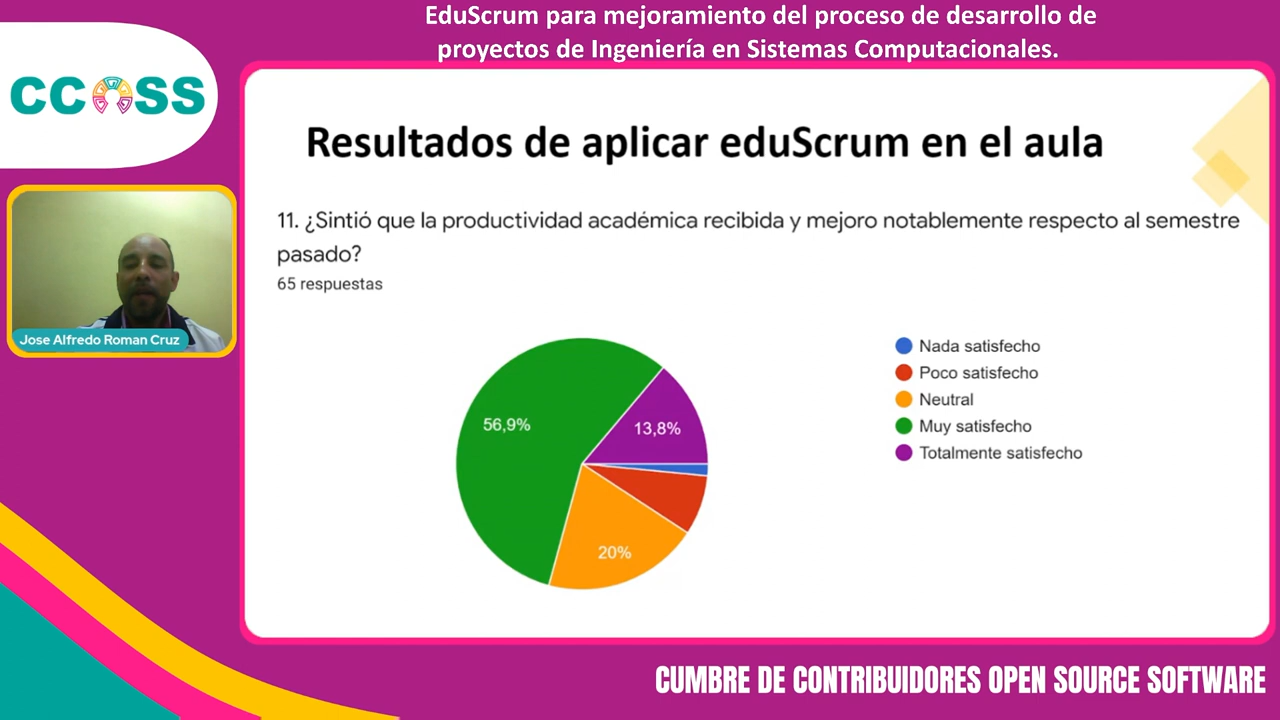 EduScrum para mejoramiento del proceso de desarrollo de
proyectos de Ingeniería en Sistemas Computacionales.
CCOSS
Resultados de aplicar eduScrum en el aula
11. ¿Sintió que la productividad académica recibida y mejoro notablemente respecto al semestre
pasado?
65 respuestas
Jose Alfredo Roman Cruz
56,9%
13,8%
20%
Nada satisfecho
Poco satisfecho
Neutral
Muy satisfecho
Totalmente satisfecho
CUMBRE DE CONTRIBUIDORES OPEN SOURCE SOFTWARE